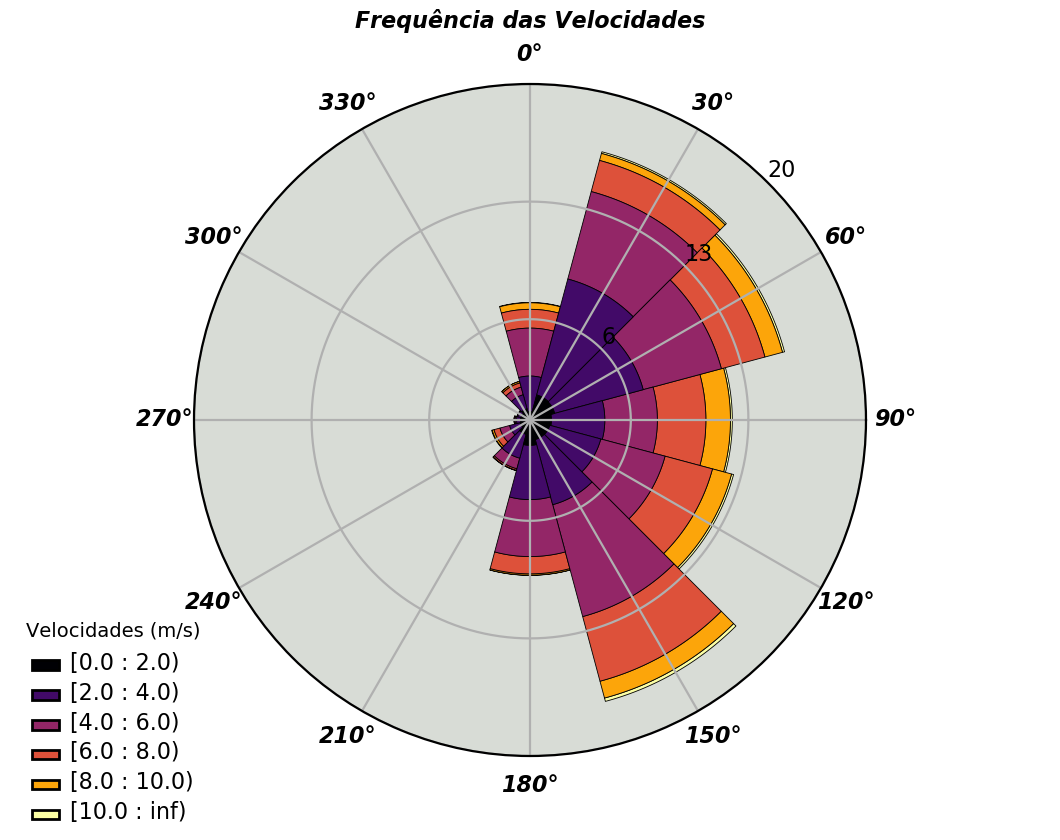 Frequência das Velocidades
0°
330°
30°
20
300°
60°
13
6
270°
90°
240°
120°
210°
150°
180°
Velocidades (m/s)
[0.0 : 2.0)
[2.0 : 4.0)
[4.0 : 6.0)
[6.0 : 8.0)
[8.0 : 10.0)
[10.0 : inf)